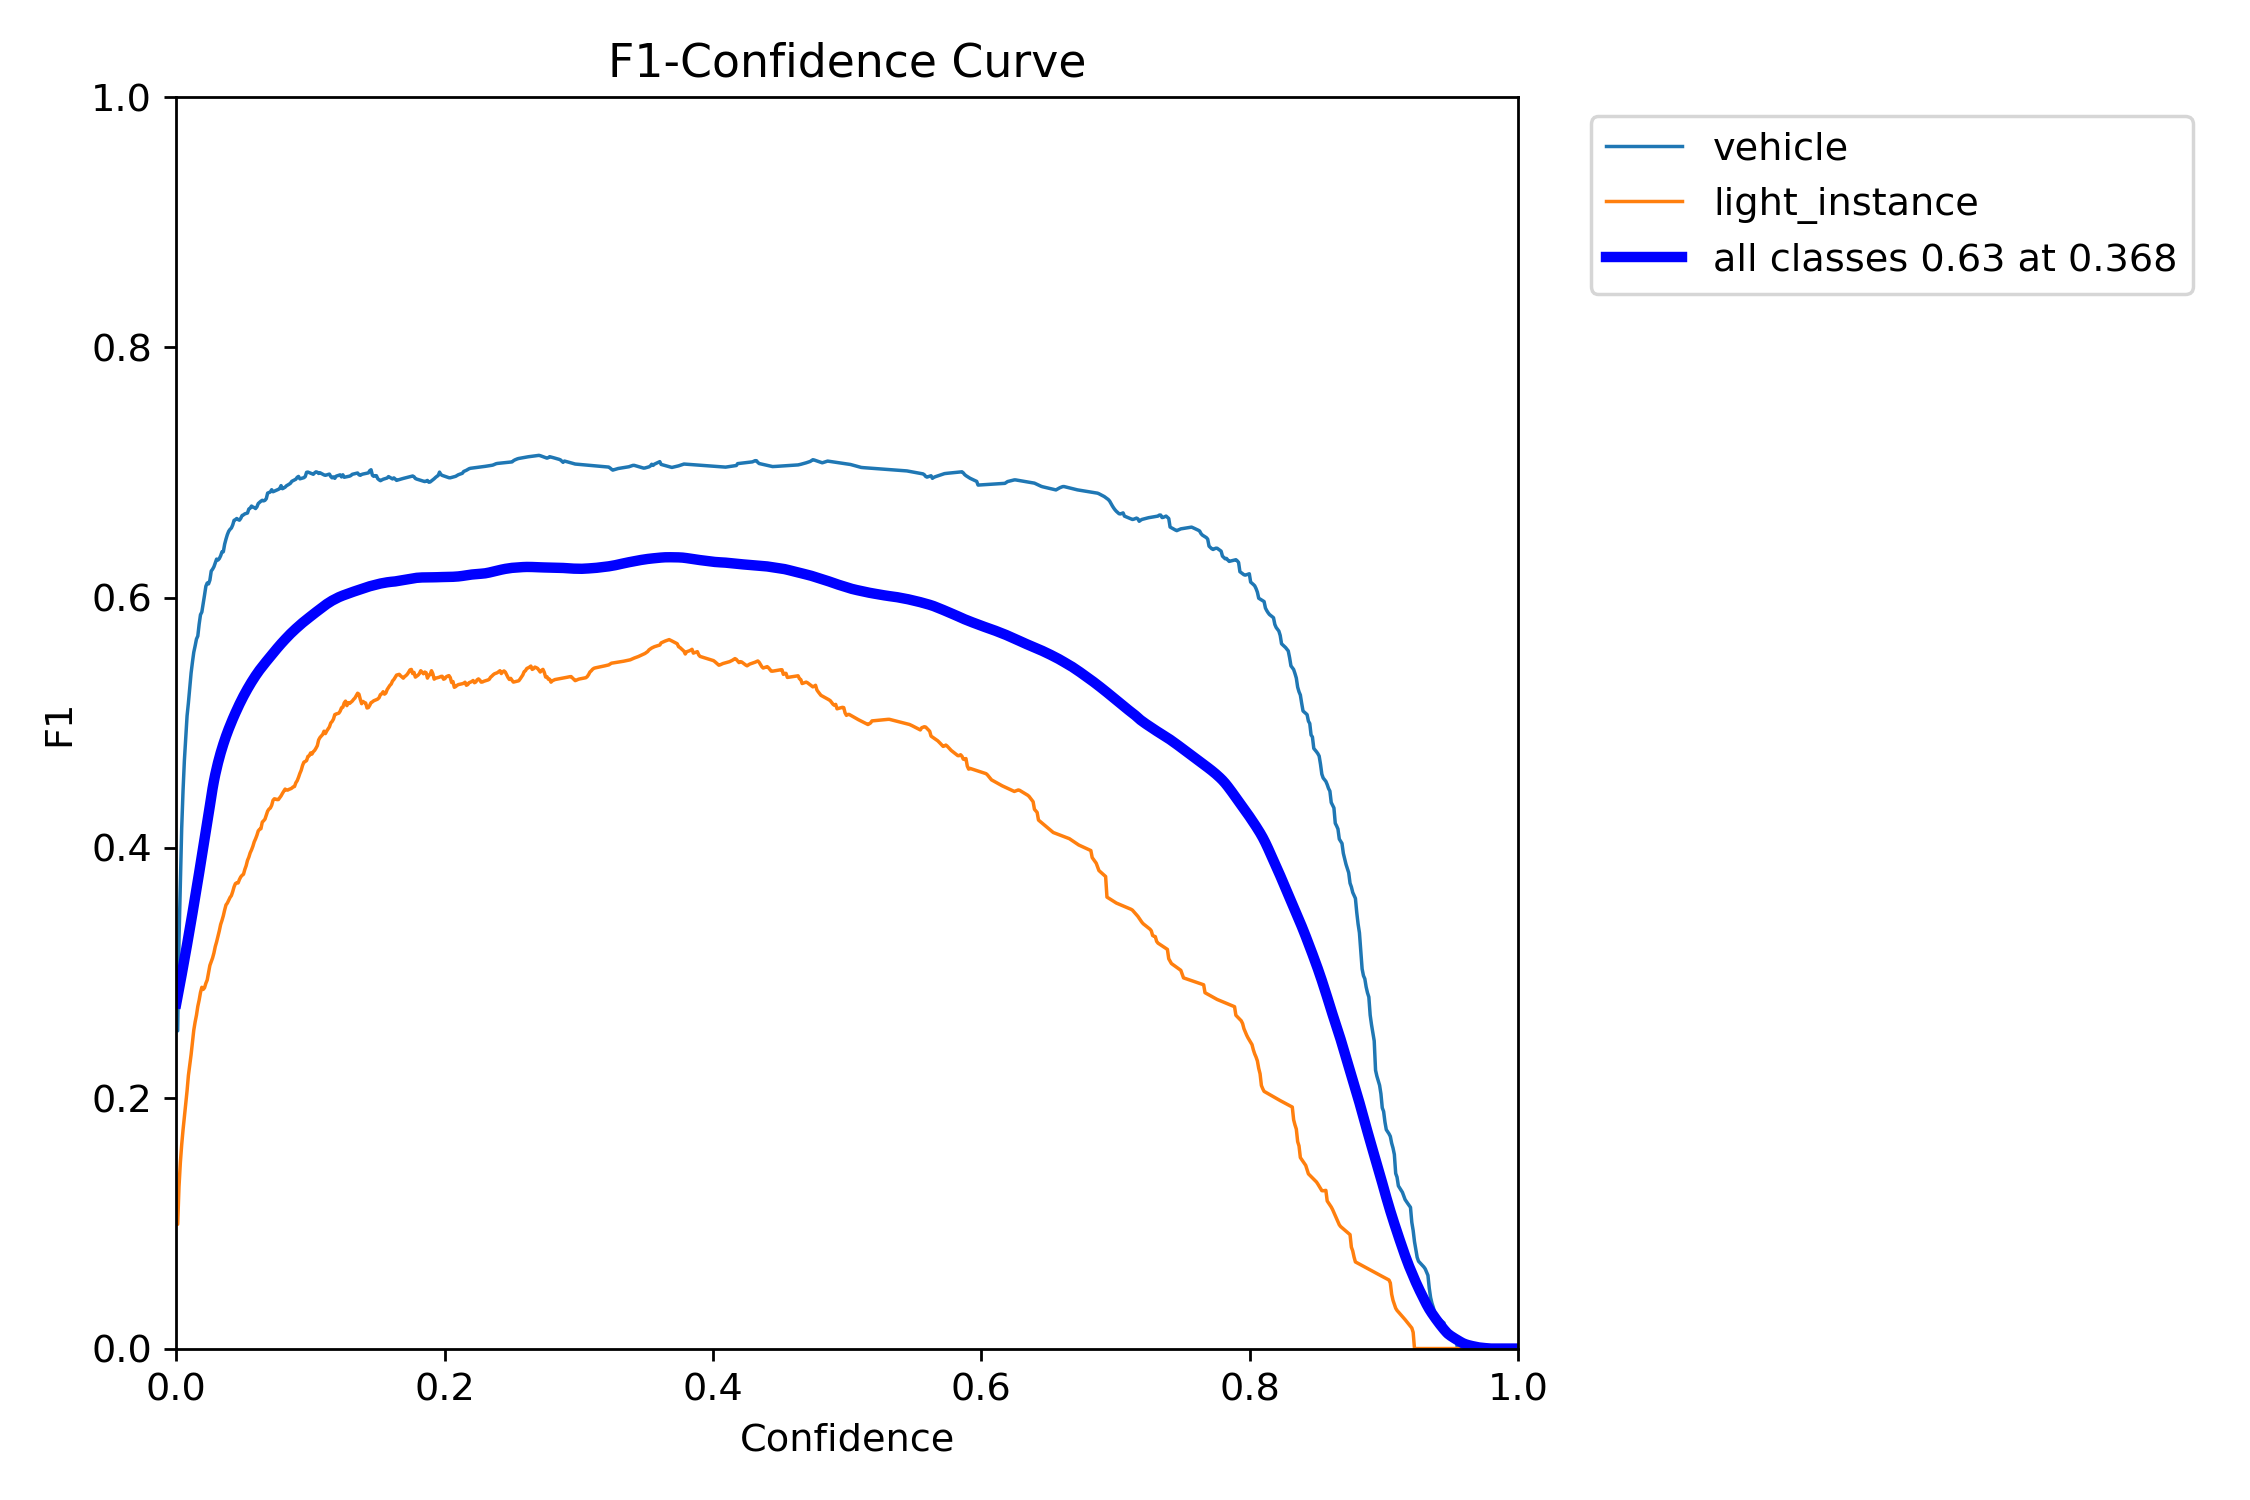 F1-Confidence Curve
1.0
0.8
0.6
0.4
0.2
0.0
F1
0.0 0.2 0.4 0.6 0.8 1.0
Confidence
vehicle
light_instance
all classes 0.63 at 0.368